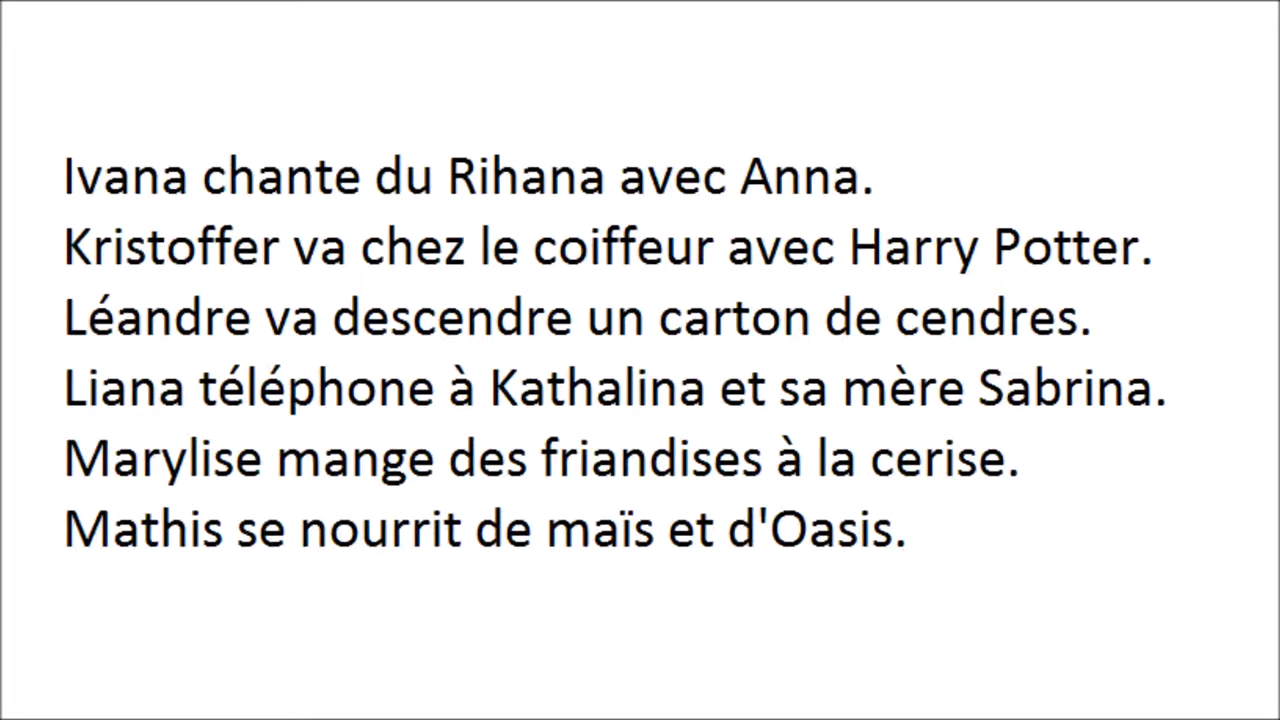 Ivana chante du Rihana avec Anna.
Kristoffer va chez le coiffeur avec Harry Potter.
Léandre va descendre un carton de cendres.
Liana téléphone à Kathalina et sa mère Sabrina.
Marylise mange des friandises à la cerise.
Mathis se nourrit de maïs et d'Oasis.